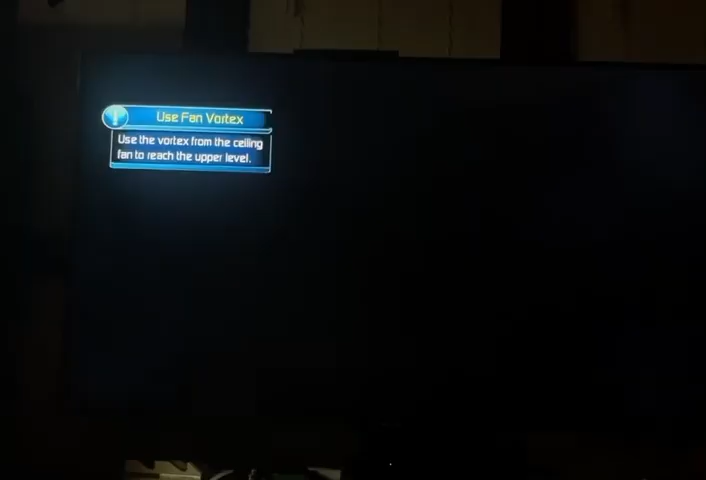 Use Fan Vortex
Use the vortex from the ceiling
fan to reach the upper level.